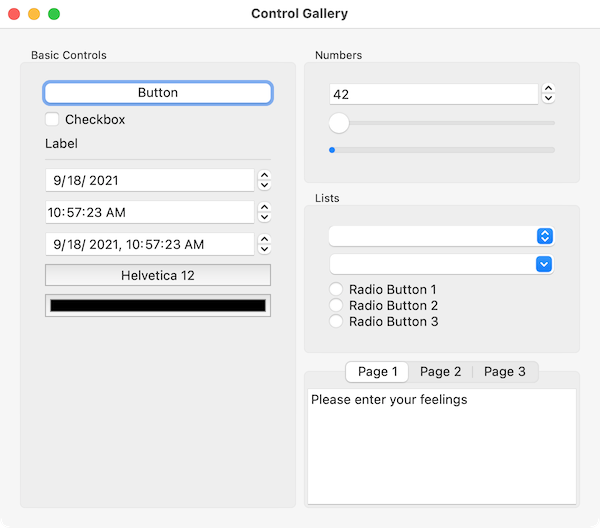 Control Gallery
Basic Controls
Button
Checkbox
Label
9/18/ 2021
10:57:23 AM
9/18/ 2021, 10:57:23 AM
Helvetica 12
Numbers
42
Lists
Radio Button 1
Radio Button 2
Radio Button 3
Page 1 Page 2 Page 3
Please enter your feelings